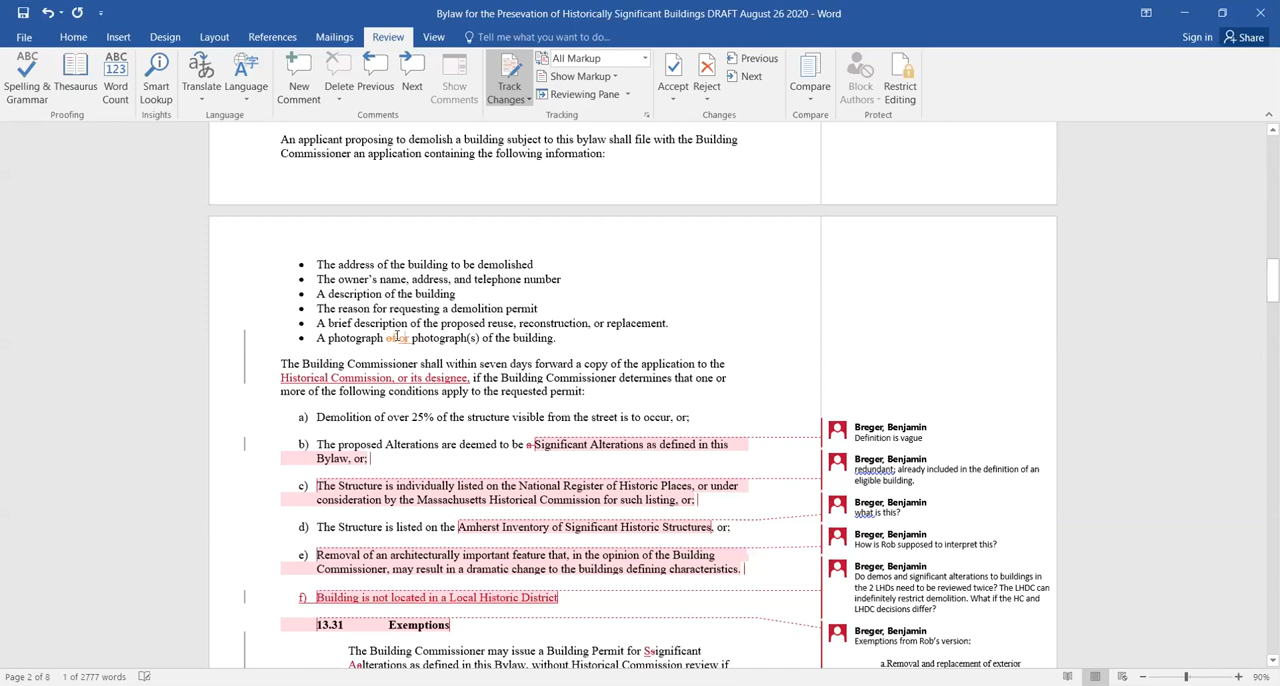 Bylaw for the Presevation of Historically Significant Buildings DRAFT August 26 2020 - Word
File Home Insert Design Layout References Mailings Review View Tell me what you want to do... Sign in Share
ABC Spelling & Grammar
Thesaurus
ABC 123 Word Count
Smart Lookup
Translate
Language
New Comment
Delete
Previous
Next
Show Comments
Track Changes
All Markup
Show Markup
Reviewing Pane
Accept
Reject
Previous
Next
Compare
Block Authors
Restrict Editing
Proofing Insights Language Comments Tracking Changes Compare Protect
An applicant proposing to demolish a building subject to this bylaw shall file with the Building
Commissioner an application containing the following information:
• The address of the building to be demolished
• The owner's name, address, and telephone number
• A description of the building
• The reason for requesting a demolition permit
• A brief description of the proposed reuse, reconstruction, or replacement.
• A photograph or photograph(s) of the building.
The Building Commissioner shall within seven days forward a copy of the application to the
Historical Commission, or its designee, if the Building Commissioner determines that one or
more of the following conditions apply to the requested permit:
a) Demolition of over 25% of the structure visible from the street is to occur, or;
b) The proposed Alterations are deemed to be a Significant Alterations as defined in this
Bylaw, or;
c) The Structure is individually listed on the National Register of Historic Places, or under
consideration by the Massachusetts Historical Commission for such listing, or;
d) The Structure is listed on the Amherst Inventory of Significant Historic Structures, or;
e) Removal of an architecturally important feature that, in the opinion of the Building
Commissioner, may result in a dramatic change to the buildings defining characteristics.
f) Building is not located in a Local Historic District
13.31 Exemptions
The Building Commissioner may issue a Building Permit for Ssignificant
Aalterations as defined in this Bylaw, without Historical Commission review if
Breger, Benjamin
Definition is vague
Breger, Benjamin
redundant; already included in the definition of an
eligible building.
Breger, Benjamin
what is this?
Breger, Benjamin
How is Rob supposed to interpret this?
Breger, Benjamin
Do demos and significant alterations to buildings in
the 2 LHDs need to be reviewed twice? The LHDC can
indefinitely restrict demolition. What if the HC and
LHDC decisions differ?
Breger, Benjamin
Exemptions from Rob's version:
a.Removal and replacement of exterior
Page 2 of 8 1 of 2777 words 90%